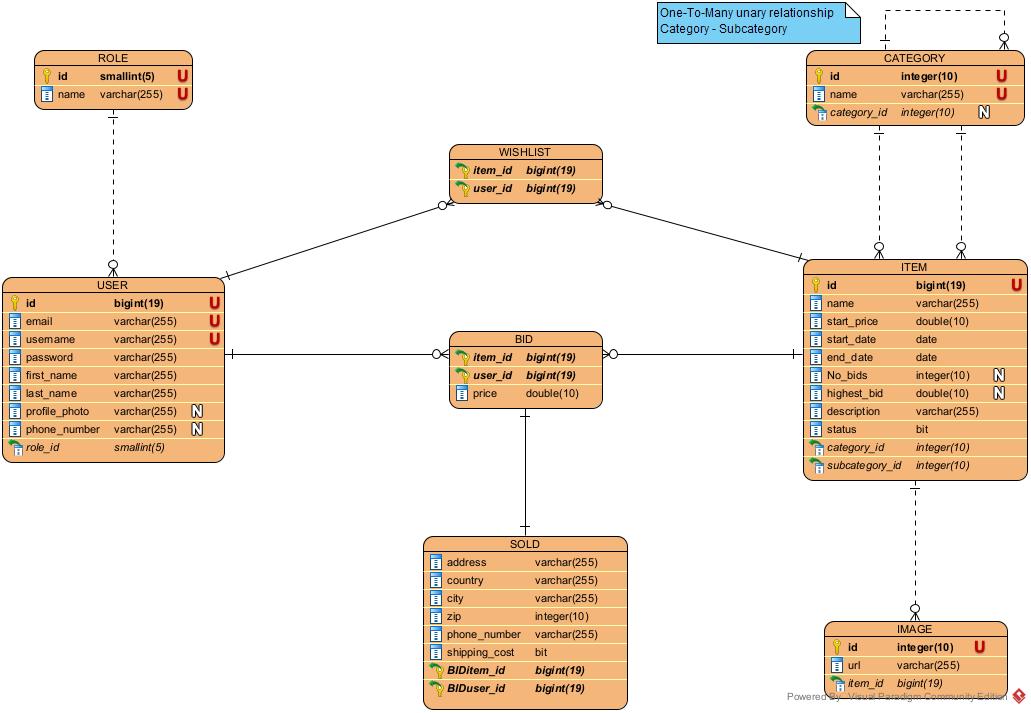 One-To-Many unary relationship
Category - Subcategory
ROLE
id smallint(5) U
name varchar(255) U
CATEGORY
id integer(10) U
name varchar(255) U
category_id integer(10) N
WISHLIST
item_id bigint(19)
user_id bigint(19)
USER
id bigint(19) U
email varchar(255) U
username varchar(255) U
password varchar(255)
first_name varchar(255)
last_name varchar(255)
profile_photo varchar(255) N
phone_number varchar(255) N
role_id smallint(5)
BID
item_id bigint(19)
user_id bigint(19)
price double(10)
ITEM
id bigint(19) U
name varchar(255)
start_price double(10)
start_date date
end_date date
No_bids integer(10) N
highest_bid double(10) N
description varchar(255)
status bit
category_id integer(10)
subcategory_id integer(10)
SOLD
address varchar(255)
country varchar(255)
city varchar(255)
zip integer(10)
phone_number varchar(255)
shipping_cost bit
BIDitem_id bigint(19)
BIDuser_id bigint(19)
IMAGE
id integer(10) U
url varchar(255)
item_id bigint(19)
Powered By Visual Paradigm Community Edition